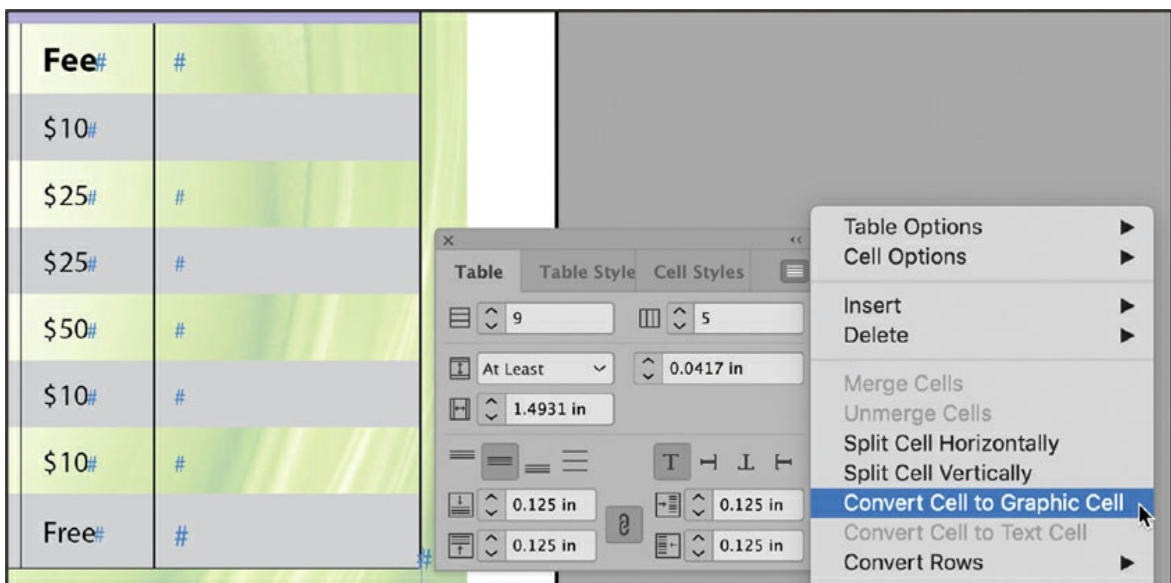 Fee# #
$10#
$25# #
$25# #
$50# #
$10# #
$10# #
Free# #
#
Table Table Style Cell Styles
9 5
At Least 0.0417 in
1.4931 in
T T T T
0.125 in 0.125 in
0.125 in 0.125 in
Table Options
Cell Options
Insert
Delete
Merge Cells
Unmerge Cells
Split Cell Horizontally
Split Cell Vertically
Convert Cell to Graphic Cell
Convert Cell to Text Cell
Convert Rows